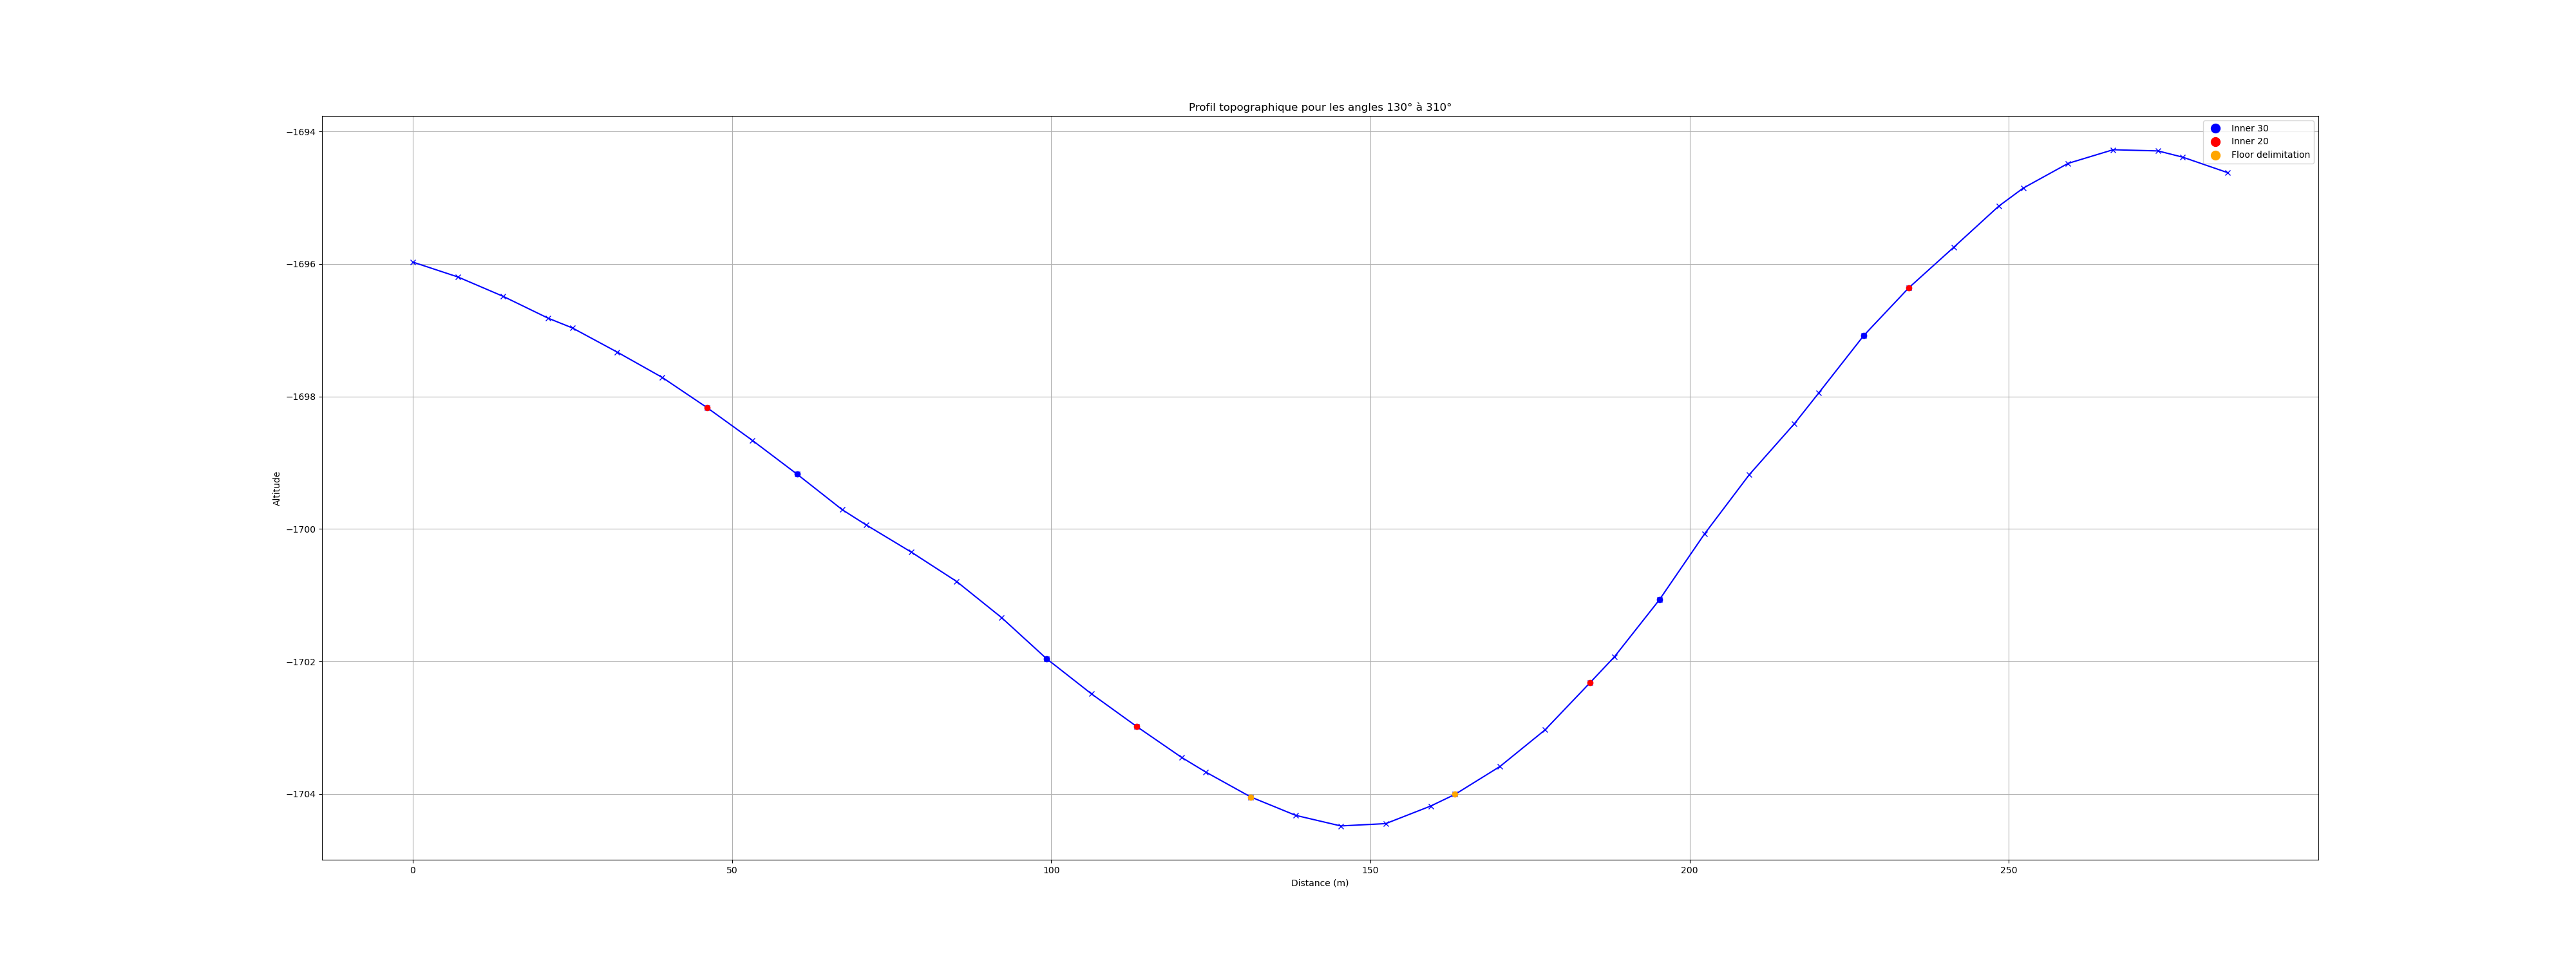 Profil topographique pour les angles 130° à 310°
Inner 30
Inner 20
Floor delimitation
Altitude
−1694
−1696
−1698
−1700
−1702
−1704
0
50
100
150
200
250
Distance (m)